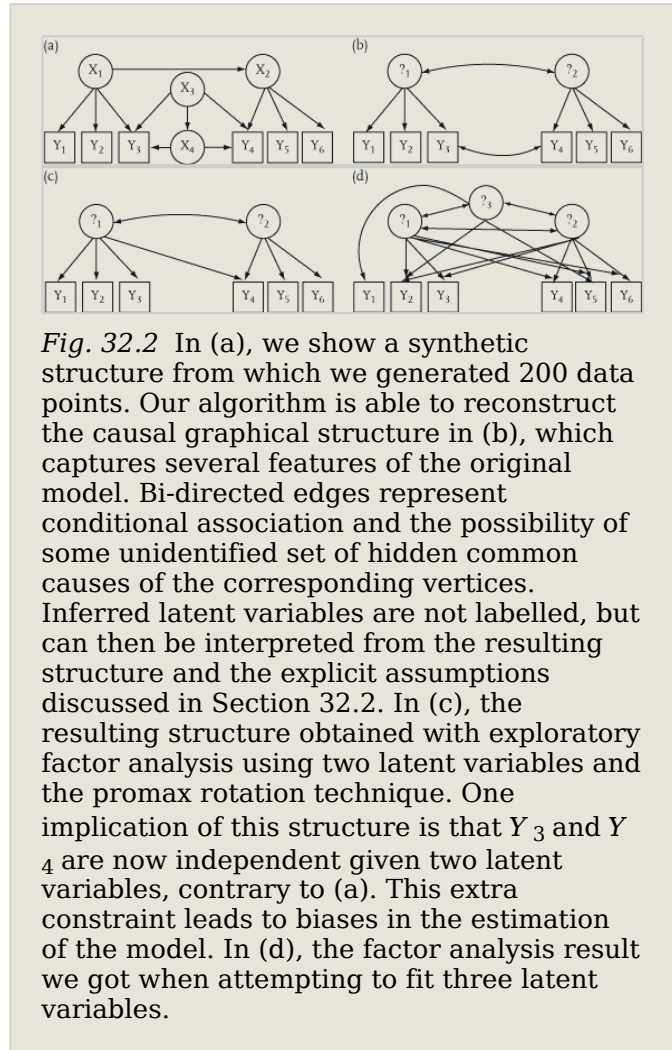 (a) (b)
X1 X2 ?1 ?2
X3
Y1 Y2 Y3 X4 Y4 Y5 Y6 Y1 Y2 Y3 Y4 Y5 Y6
(c) (d)
?3
?1 ?2 ?1 ?2
Y1 Y2 Y3 Y4 Y5 Y6 Y1 Y2 Y3 Y4 Y5 Y6
Fig. 32.2 In (a), we show a synthetic
structure from which we generated 200 data
points. Our algorithm is able to reconstruct
the causal graphical structure in (b), which
captures several features of the original
model. Bi-directed edges represent
conditional association and the possibility of
some unidentified set of hidden common
causes of the corresponding vertices.
Inferred latent variables are not labelled, but
can then be interpreted from the resulting
structure and the explicit assumptions
discussed in Section 32.2. In (c), the
resulting structure obtained with exploratory
factor analysis using two latent variables and
the promax rotation technique. One
implication of this structure is that Y 3 and Y
4 are now independent given two latent
variables, contrary to (a). This extra
constraint leads to biases in the estimation
of the model. In (d), the factor analysis result
we got when attempting to fit three latent
variables.